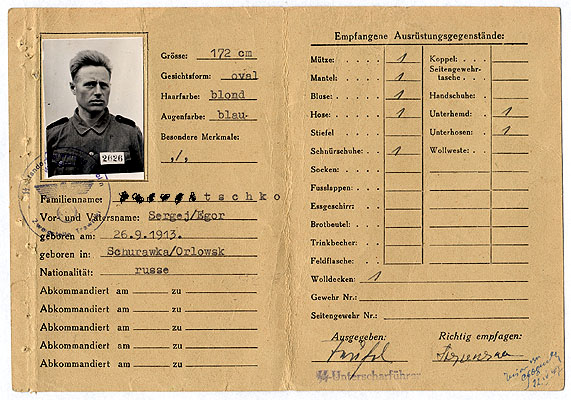 2026
Grösse: 172 cm
Gesichtsform: oval
Haarfarbe: blond
Augenfarbe: blau
Besondere Merkmale:
./.
Familienname: tschko
Vor- und Vatersname: Sergej/Egor
geboren am: 26.9.1913.
geboren in: Schurawka/Orlowsk
Nationalität: russe
Abkommandiert am zu
Abkommandiert am zu
Abkommandiert am zu
Abkommandiert am zu
Abkommandiert am zu
Empfangene Ausrüstungsgegenstände:
Mütze: 1
Mantel: 1
Bluse: 1
Hose: 1
Stiefel
Schnürschuhe: 1
Socken:
Fusslappen:
Essgeschirr:
Brotbeutel:
Trinkbecher:
Feldflasche:
Koppel:
Seitengewehr-
tasche:
Handschuhe:
Unterhemd: 1
Unterhosen: 1
Wollweste:
Wolldecken: 1
Gewehr Nr.:
Seitengewehr Nr.:
Ausgegeben:
Richtig empfagen:
Unterscharführer